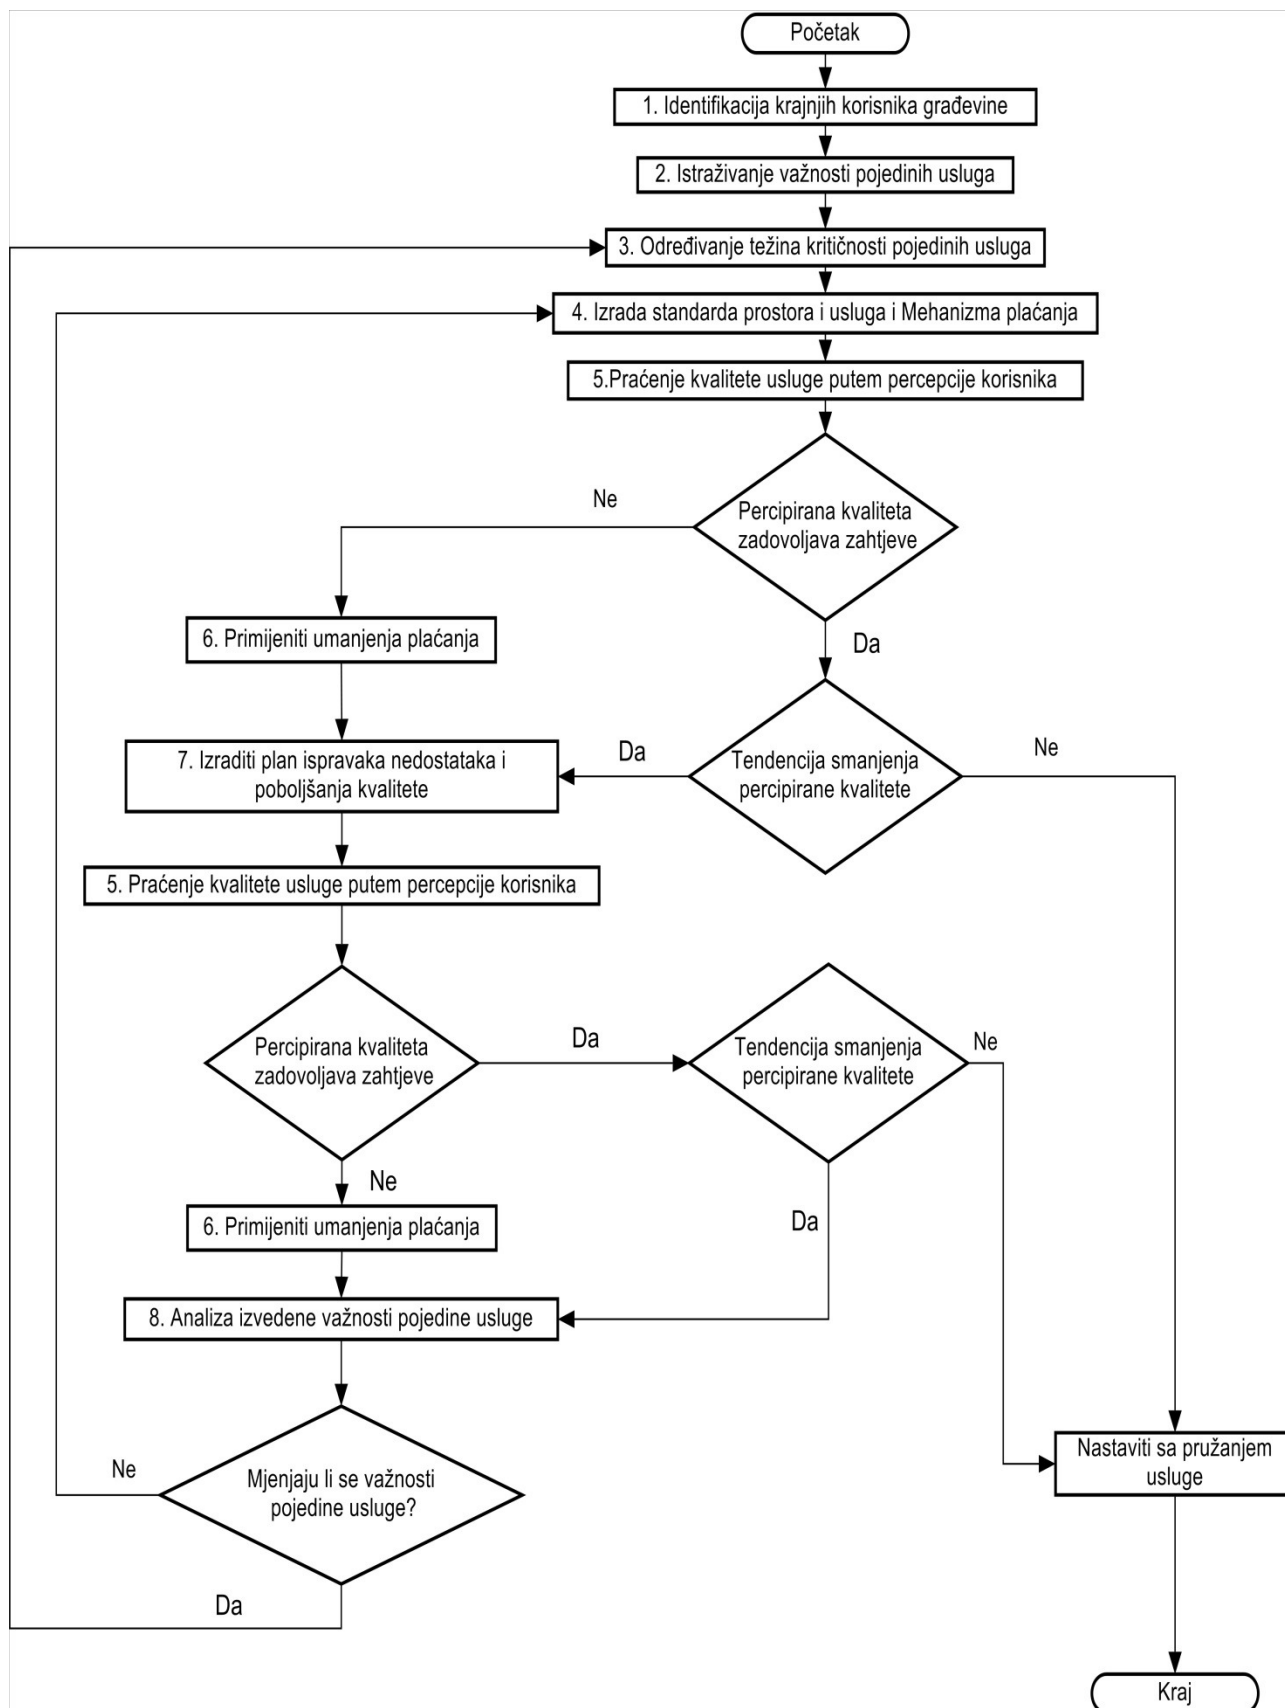 Početak
1. Identifikacija krajnjih korisnika građevine
2. Istraživanje važnosti pojedinih usluga
3. Određivanje težina kritičnosti pojedinih usluga
4. Izrada standarda prostora i usluga i Mehanizma plaćanja
5.Praćenje kvalitete usluge putem percepcije korisnika
Ne
Percipirana kvaliteta
zadovoljava zahtjeve
6. Primijeniti umanjenja plaćanja
Da
7. Izraditi plan ispravaka nedostataka i
poboljšanja kvalitete
Da
Tendencija smanjenja
percipirane kvalitete
Ne
5. Praćenje kvalitete usluge putem percepcije korisnika
Percipirana kvaliteta
zadovoljava zahtjeve
Da
Tendencija smanjenja
percipirane kvalitete
Ne
Ne
6. Primijeniti umanjenja plaćanja
Da
8. Analiza izvedene važnosti pojedine usluge
Ne
Mjenjaju li se važnosti
pojedine usluge?
Nastaviti sa pružanjem
usluge
Da
Kraj